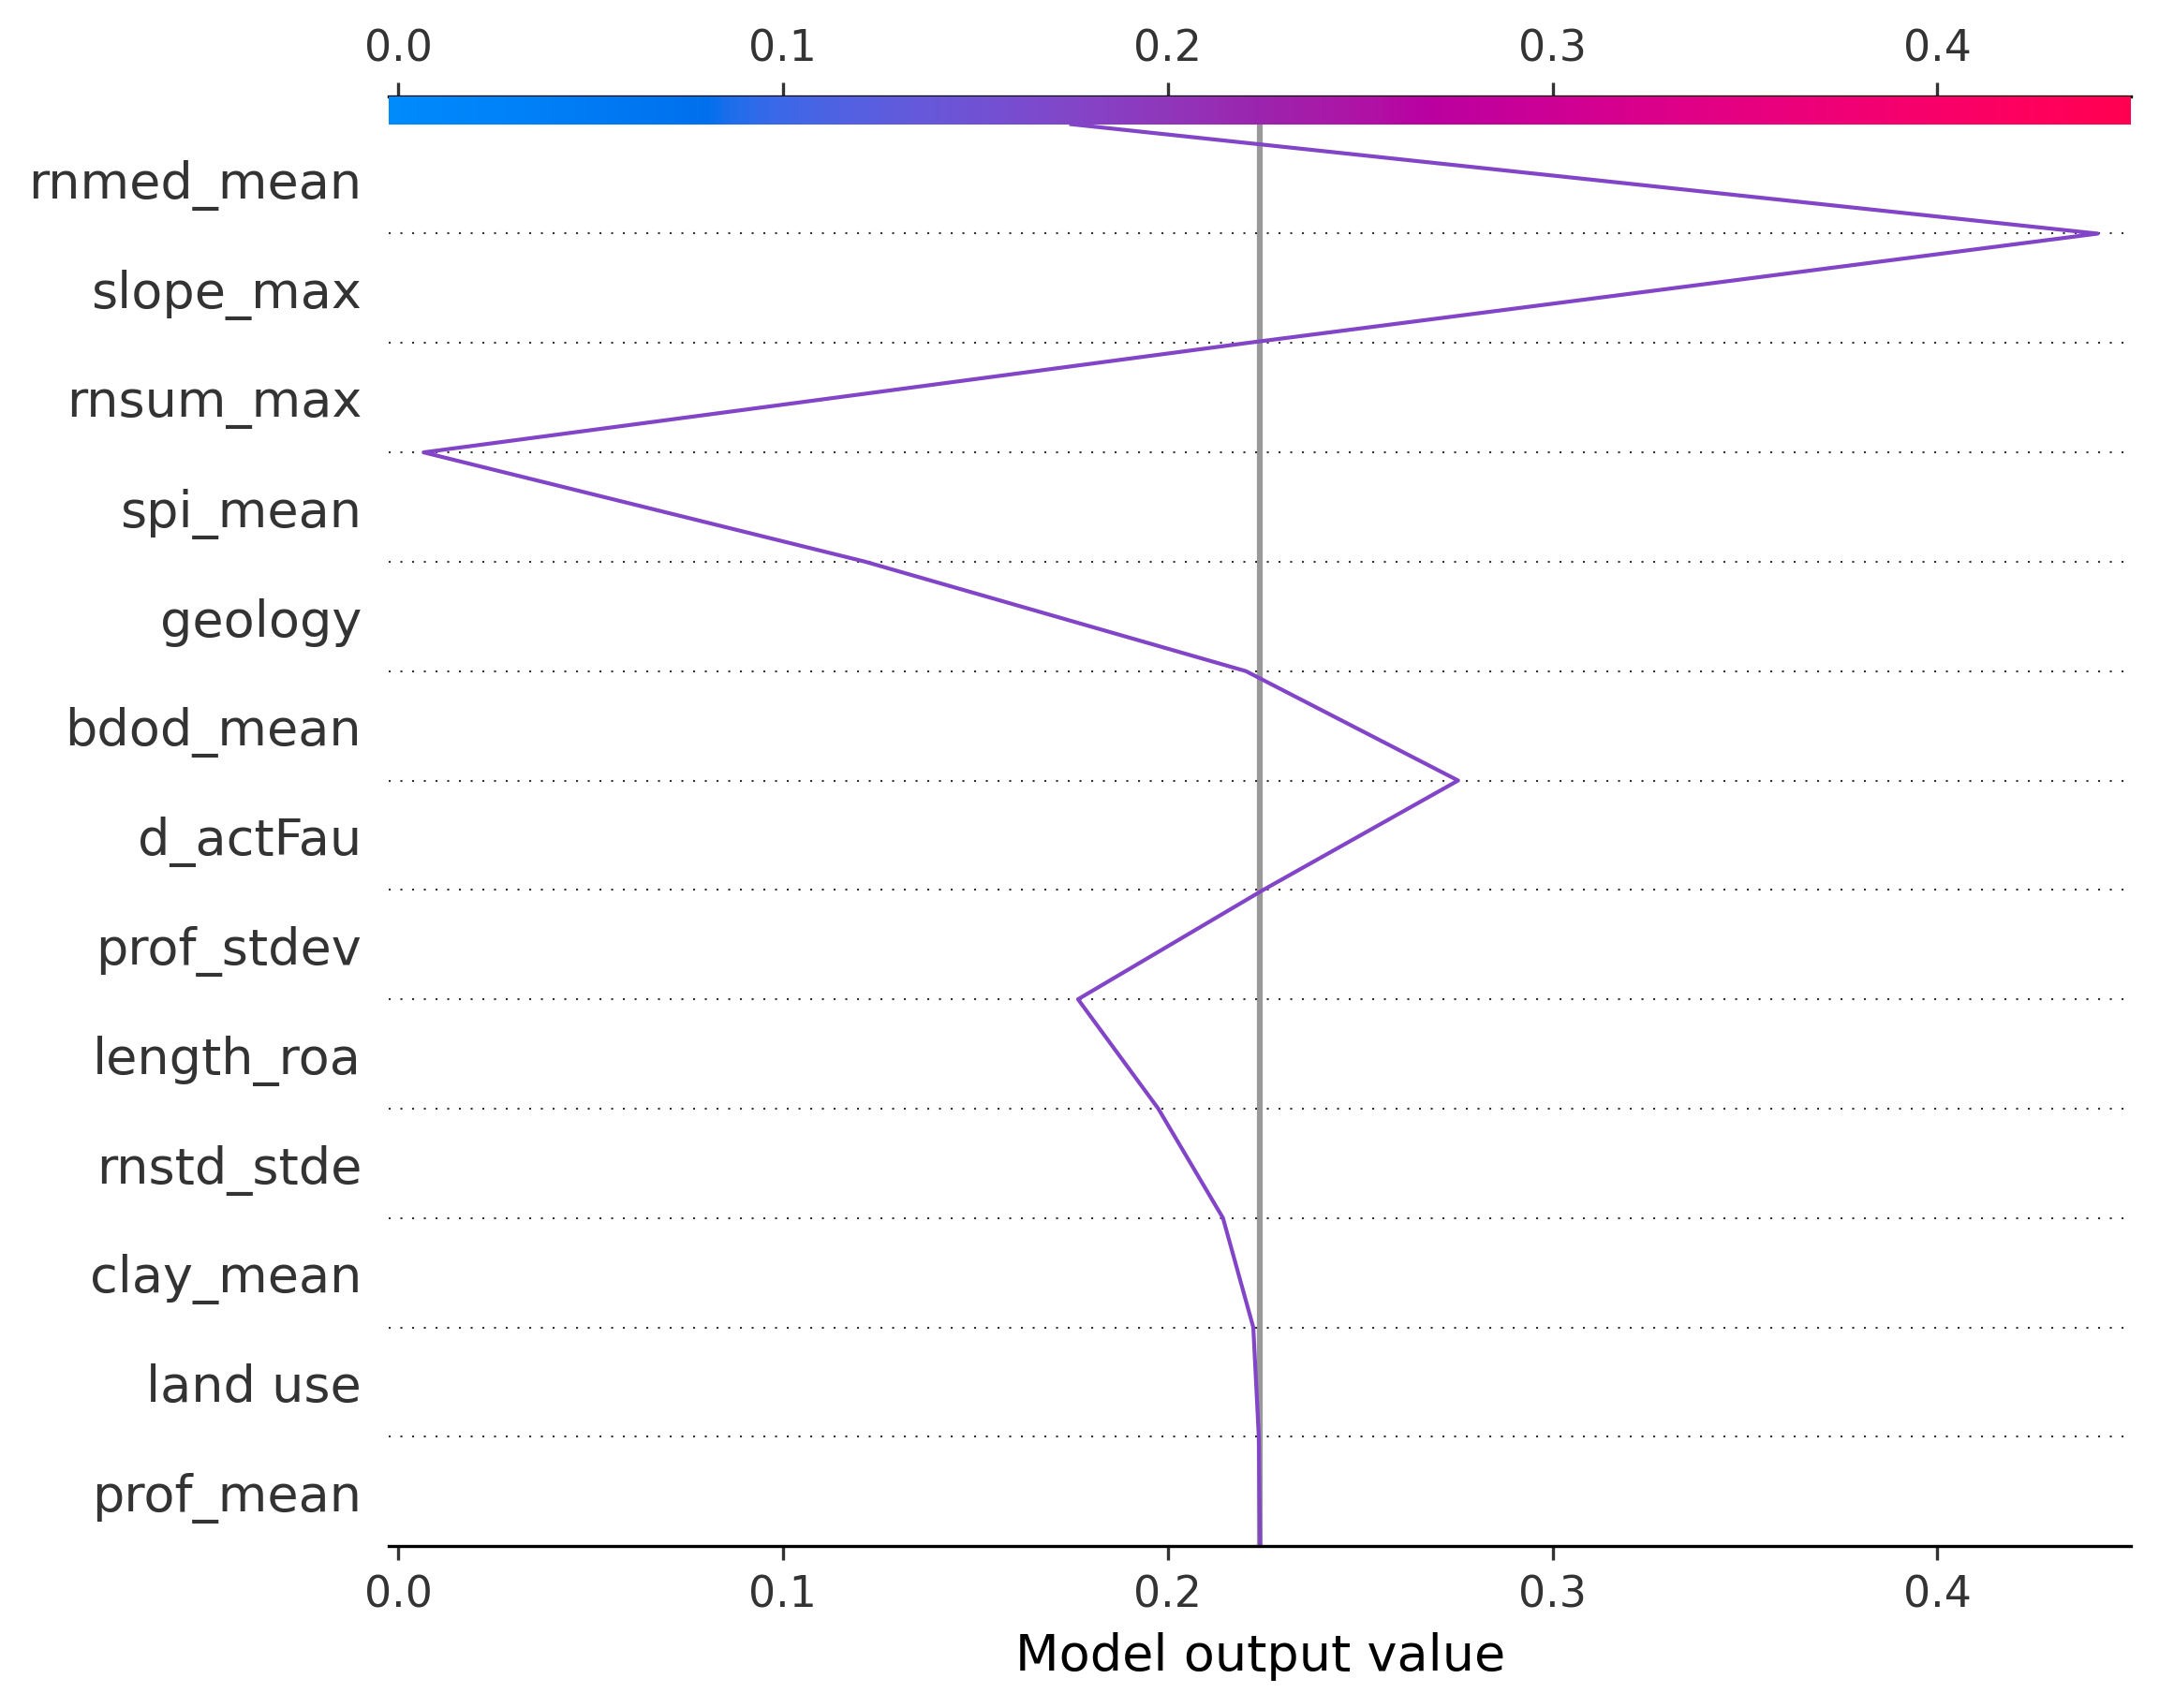 0.0 0.1 0.2 0.3 0.4
rnmed_mean
slope_max
rnsum_max
spi_mean
geology
bdod_mean
d_actFau
prof_stdev
length_roa
rnstd_stde
clay_mean
land use
prof_mean
0.0 0.1 0.2 0.3 0.4
Model output value